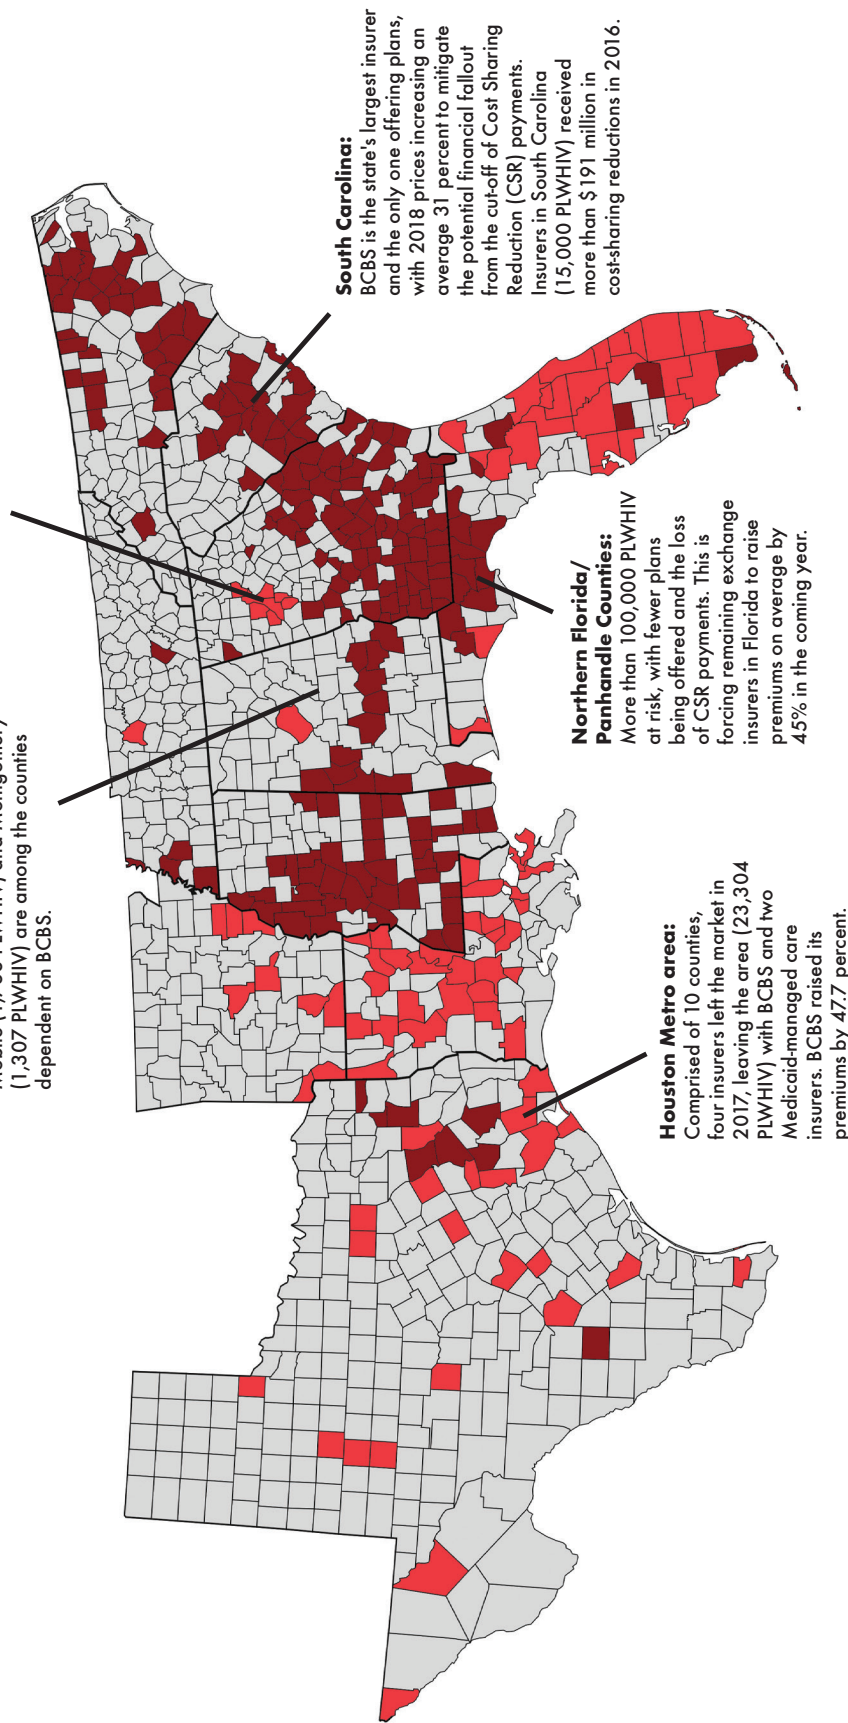 Mobile PLWHIV) and Montgomery
(1,307 PLWHIV) are among the counties
dependent on BCBS.
South Carolina:
BCBS is the state's largest insurer
and the only one offering plans,
with 2018 prices increasing an
average 31 percent to mitigate
the potential financial fallout
from the cut-off of Cost Sharing
Reduction (CSR) payments.
Insurers in South Carolina
(15,000 PLWHIV) received
more than $191 million in
cost-sharing reductions in 2016.
Northern Florida/
Panhandle Counties:
More than 100,000 PLWHIV
at risk, with fewer plans
being offered and the loss
of CSR payments. This is
forcing remaining exchange
insurers in Florida to raise
premiums on average by
45% in the coming year.
Houston Metro area:
Comprised of 10 counties,
four insurers left the market in
2017, leaving the area (23,304
PLWHIV) with BCBS and two
Medicaid-managed care
insurers. BCBS raised its
premiums by 47.7 percent.